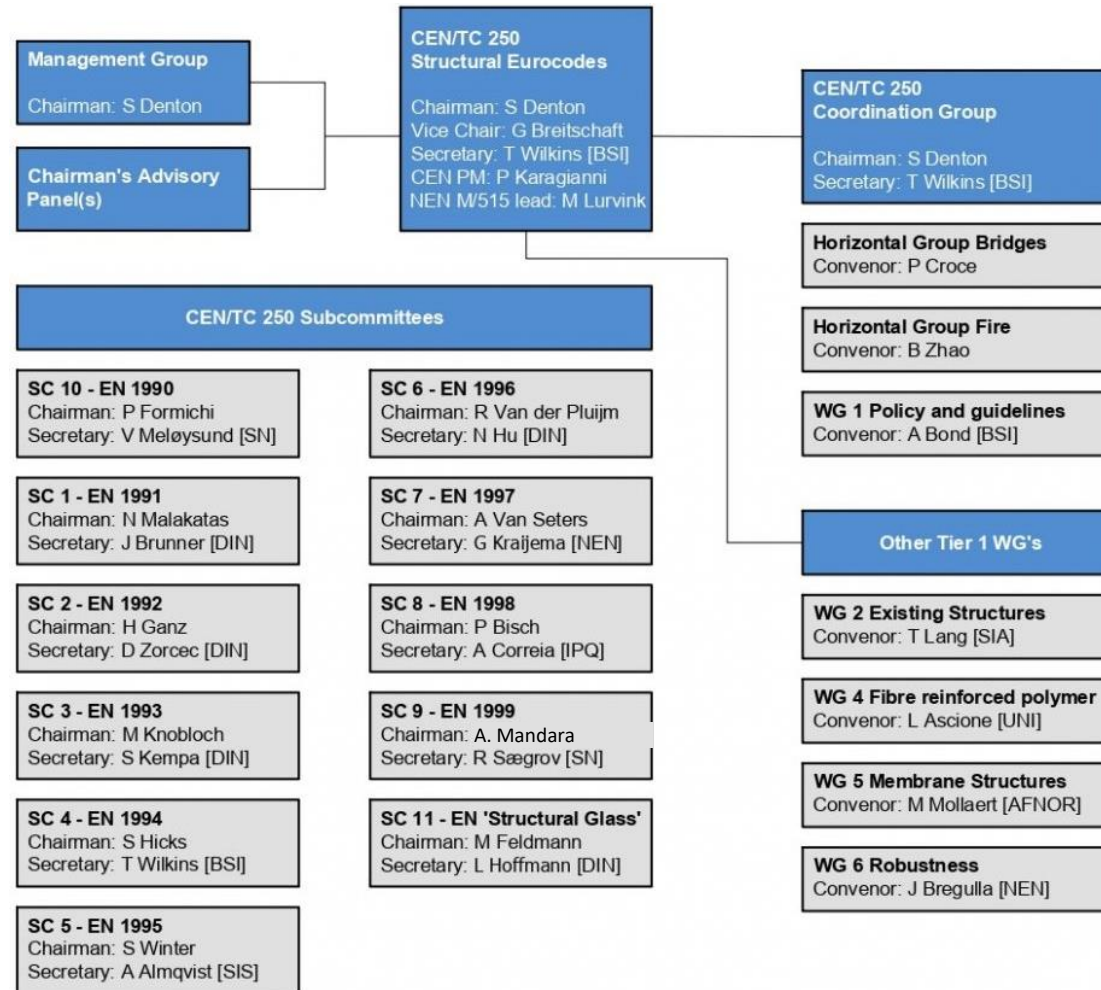 Management Group
Chairman: S Denton
Chairman's Advisory
Panel(s)
CEN/TC 250
Structural Eurocodes
Chairman: S Denton
Vice Chair: G Breitschaft
Secretary: T Wilkins [BSI]
CEN PM: P Karagianni
NEN M/515 lead: M Lurvink
CEN/TC 250
Coordination Group
Chairman: S Denton
Secretary: T Wilkins [BSI]
Horizontal Group Bridges
Convenor: P Croce
Horizontal Group Fire
Convenor: B Zhao
WG 1 Policy and guidelines
Convenor: A Bond [BSI]
CEN/TC 250 Subcommittees
SC 10 - EN 1990
Chairman: P Formichi
Secretary: V Meløysund [SN]
SC 1 - EN 1991
Chairman: N Malakatas
Secretary: J Brunner [DIN]
SC 2 - EN 1992
Chairman: H Ganz
Secretary: D Zorcec [DIN]
SC 3 - EN 1993
Chairman: M Knobloch
Secretary: S Kempa [DIN]
SC 4 - EN 1994
Chairman: S Hicks
Secretary: T Wilkins [BSI]
SC 5 - EN 1995
Chairman: S Winter
Secretary: A Almqvist [SIS]
SC 6 - EN 1996
Chairman: R Van der Pluijm
Secretary: N Hu [DIN]
SC 7 - EN 1997
Chairman: A Van Seters
Secretary: G Kraijema [NEN]
SC 8 - EN 1998
Chairman: P Bisch
Secretary: A Correia [IPQ]
SC 9 - EN 1999
Chairman: A. Mandara
Secretary: R Sægrov [SN]
SC 11 - EN 'Structural Glass'
Chairman: M Feldmann
Secretary: L Hoffmann [DIN]
Other Tier 1 WG's
WG 2 Existing Structures
Convenor: T Lang [SIA]
WG 4 Fibre reinforced polymer
Convenor: L Ascione [UNI]
WG 5 Membrane Structures
Convenor: M Mollaert [AFNOR]
WG 6 Robustness
Convenor: J Bregulla [NEN]